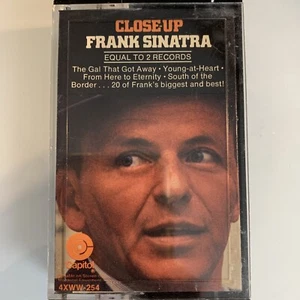 CLOSE UP
FRANK SINATRA
EQUAL TO 2 RECORDS
The Gal That Got Away • Young-at-Heart •
From Here to Eternity • South of the
Border . . . 20 of Frank's biggest and best!
Capitol
4XWW-254